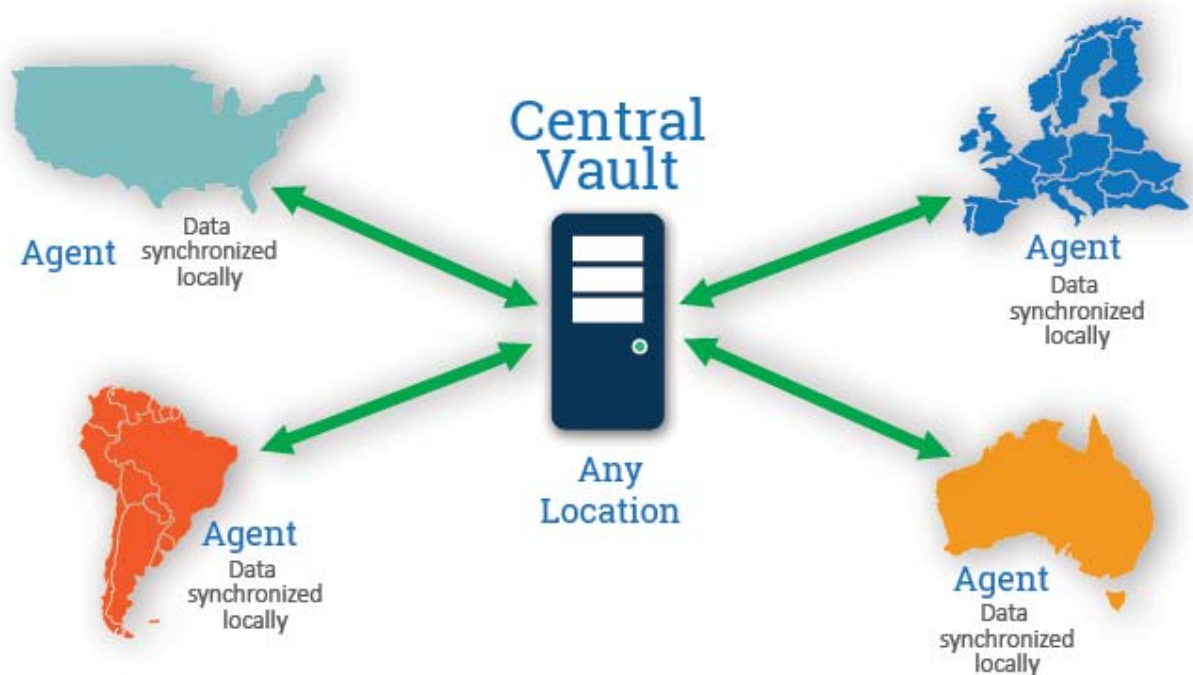 Central
Vault
Any
Location
Agent
Data
synchronized
locally
Agent
Data
synchronized
locally
Agent
Data
synchronized
locally
Agent
Data
synchronized
locally